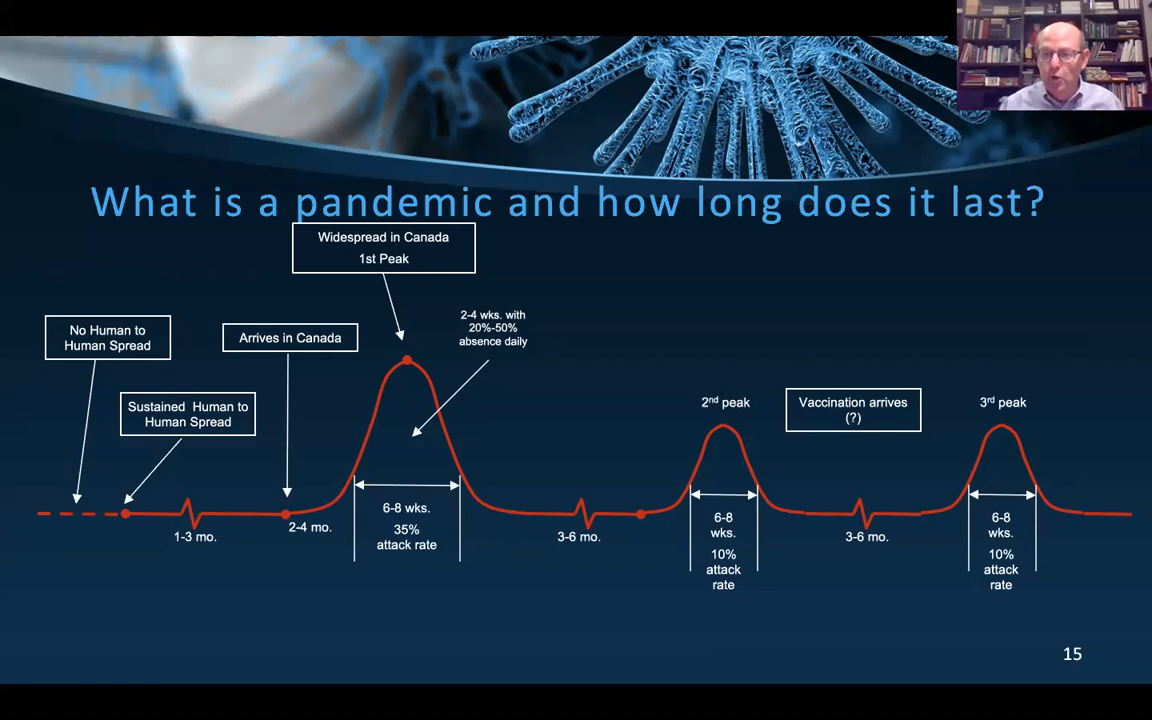 What is a pandemic and how long does it last?
Widespread in Canada
1st Peak
2-4 wks. with
20%-50%
absence daily
No Human to
Human Spread
Arrives in Canada
Sustained Human to
Human Spread
2nd peak
Vaccination arrives
(?)
3rd peak
1-3 mo.
2-4 mo.
6-8 wks.
35%
attack rate
3-6 mo.
6-8
wks.
10%
attack
rate
3-6 mo.
6-8
wks.
10%
attack
rate
15